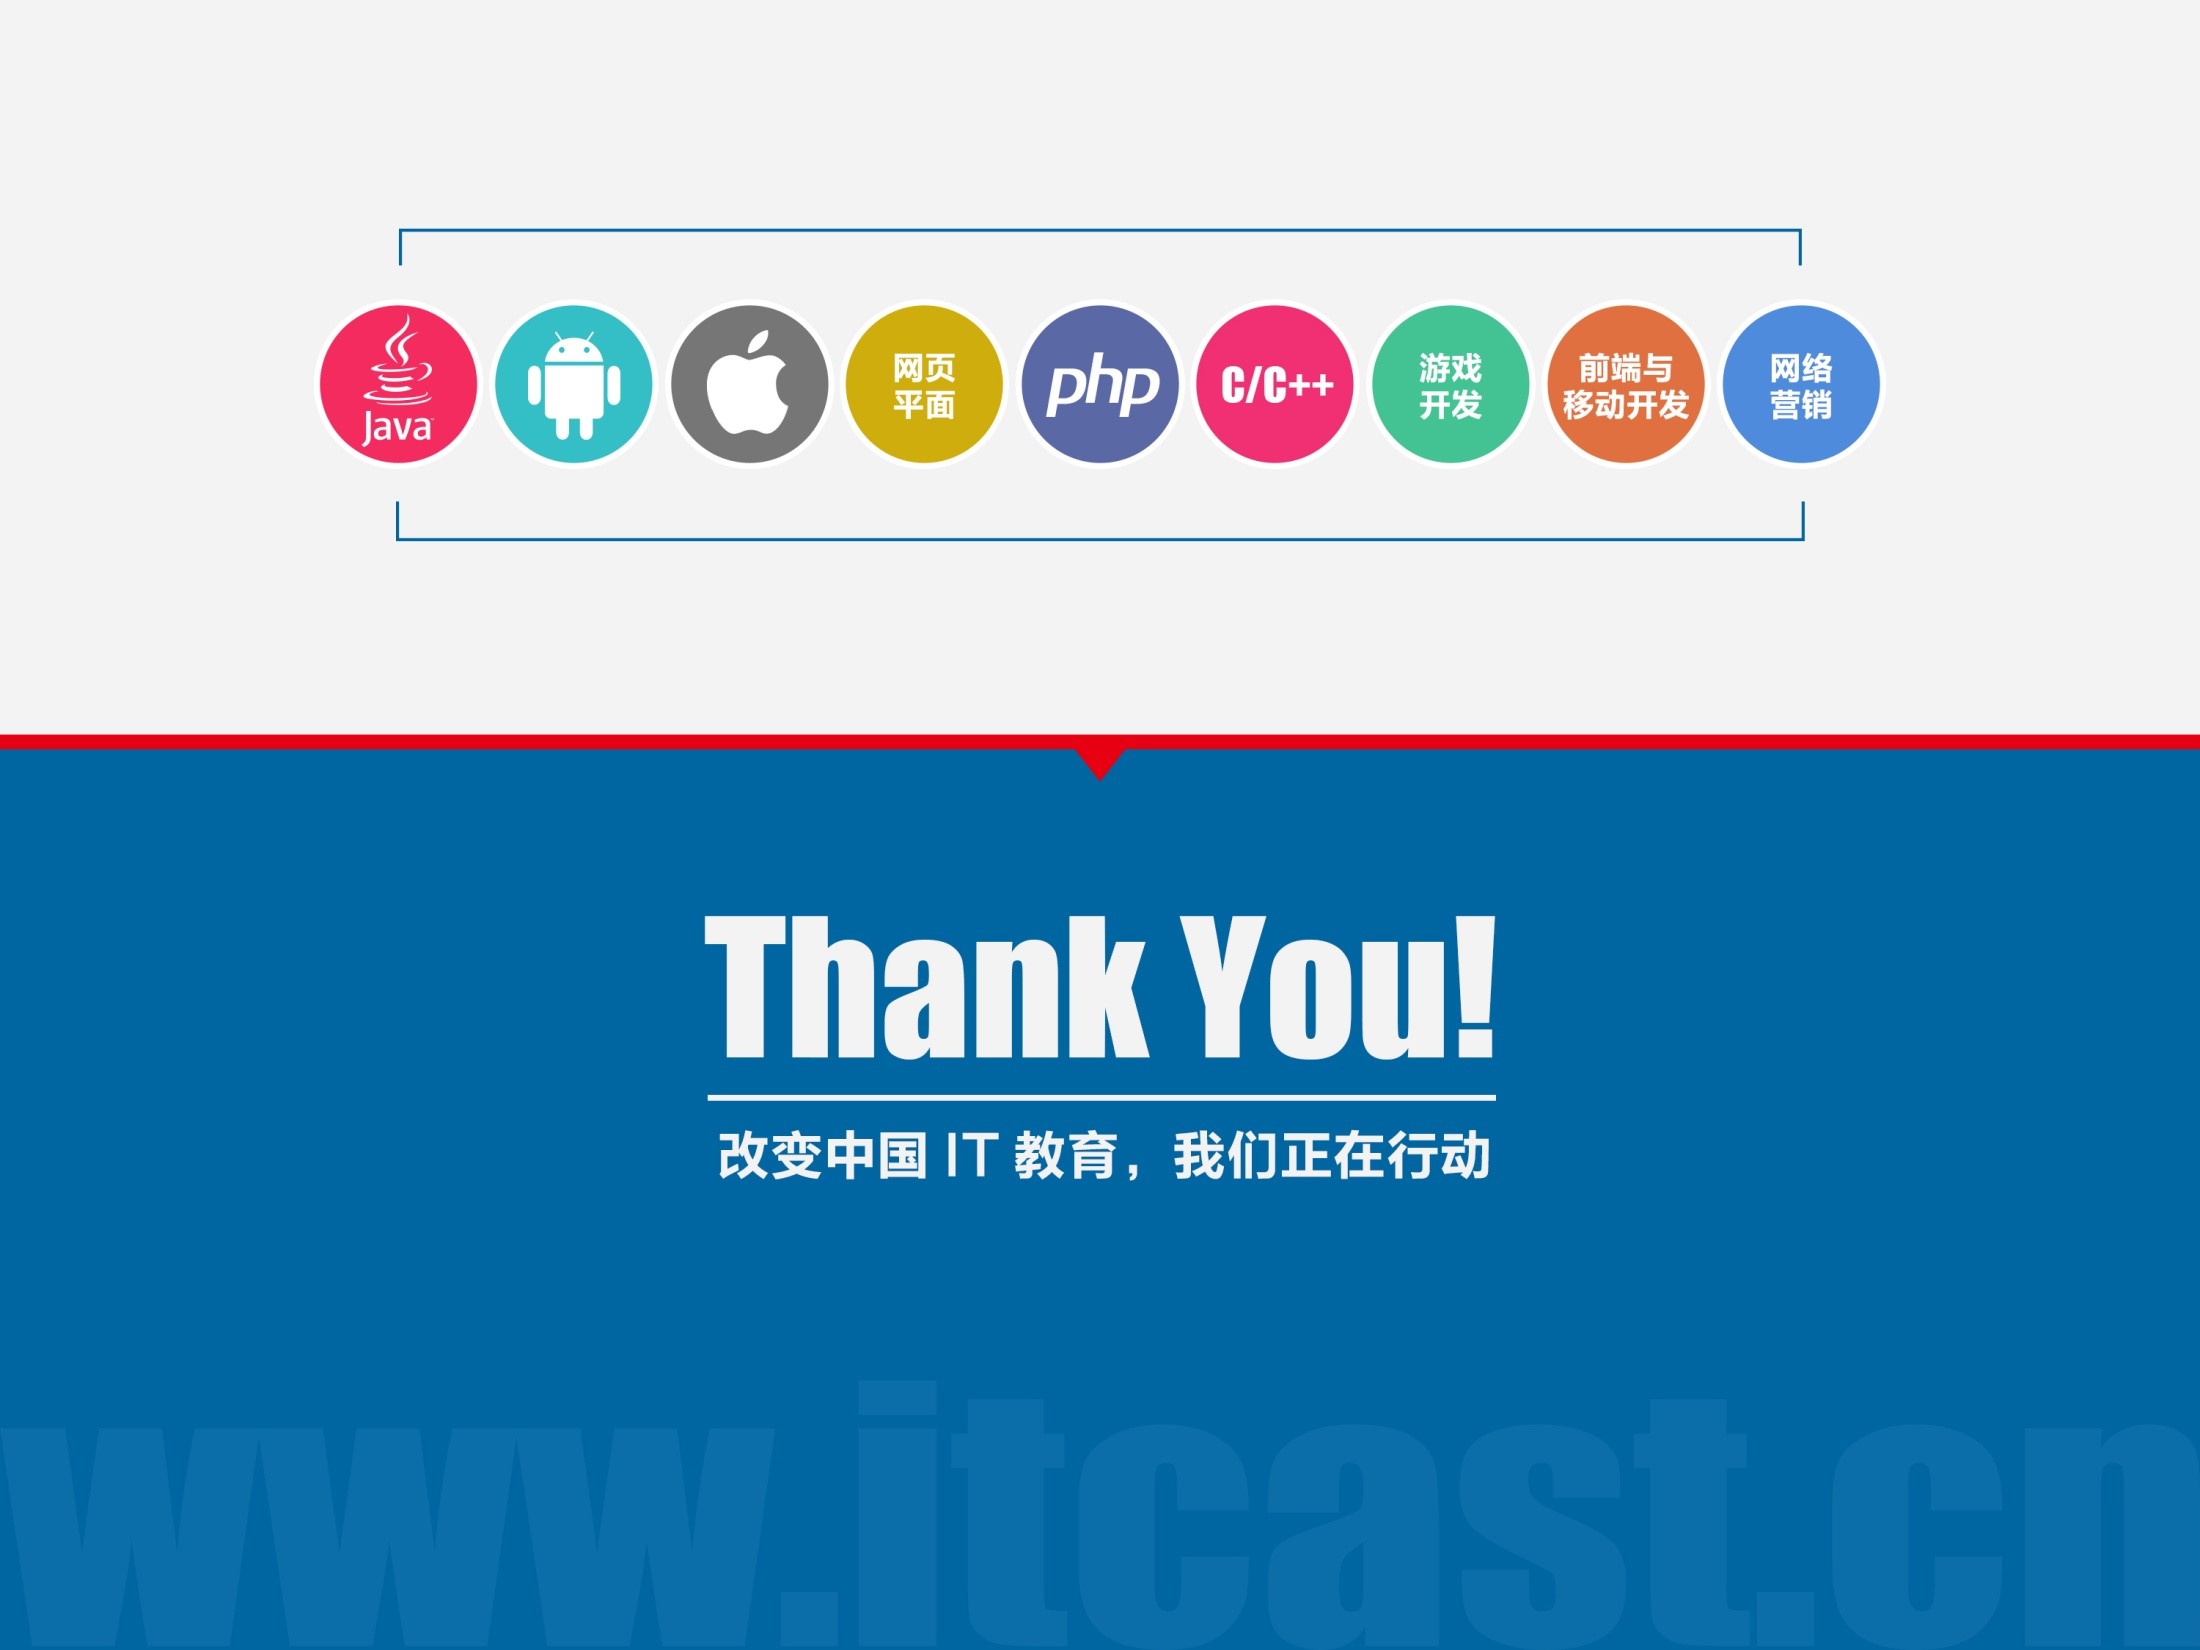 Java
网页
平面
php
C/C++
游戏
开发
前端与
移动开发
网络
营销
Thank You!
改变中国 IT 教育，我们正在行动
www.itcast.cn